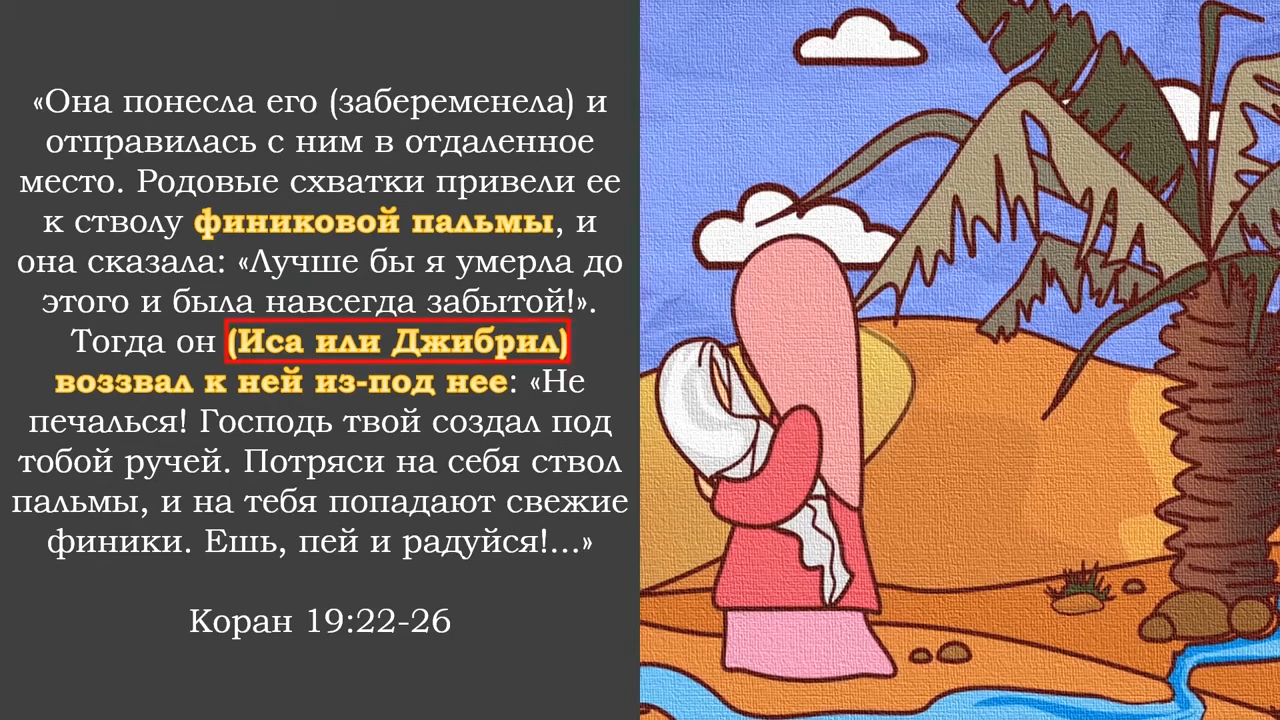 «Она понесла его (забеременела) и
отправилась с ним в отдаленное
место. Родовые схватки привели ее
к стволу финиковой пальмы, и
она сказала: «Лучше бы я умерла до
этого и была навсегда забытой!».
Тогда он (Иса или Джибрил)
воззвал к ней из-под нее: «Не
печалься! Господь твой создал под
тобой ручей. Потряси на себя ствол
пальмы, и на тебя попадают свежие
финики. Ешь, пей и радуйся!...»
Коран 19:22-26